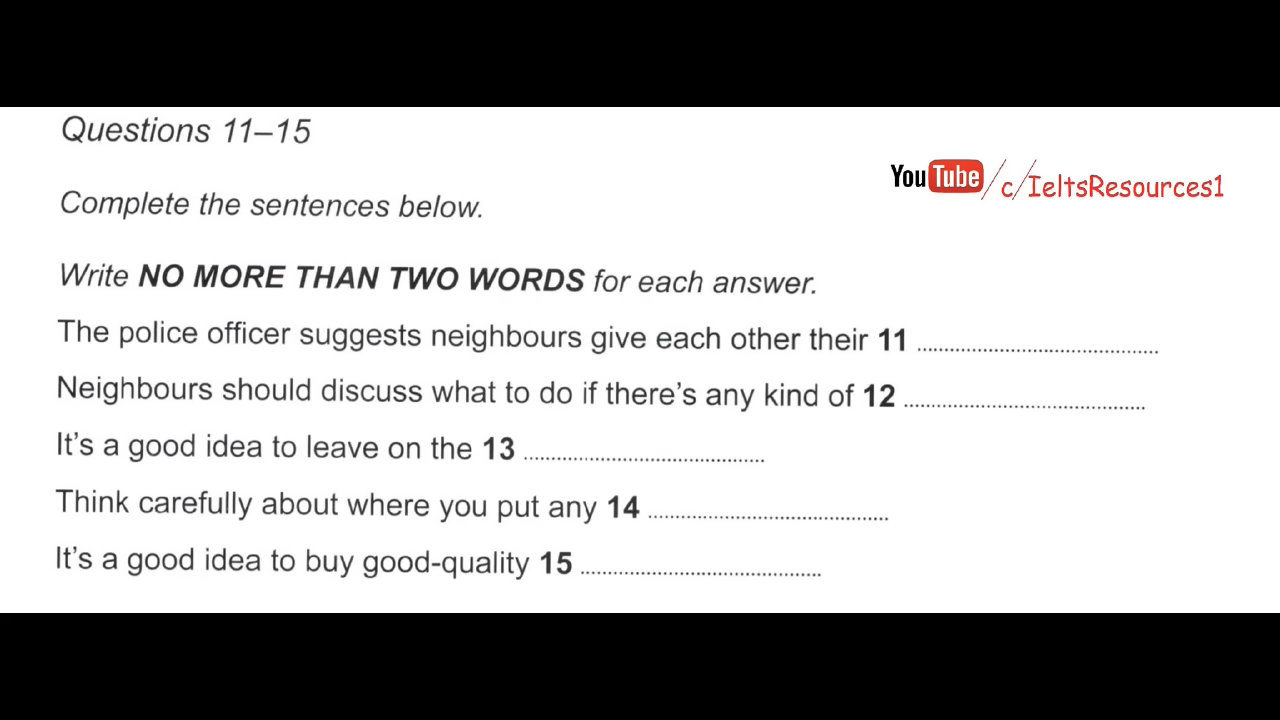 Questions 11–15
YouTube/c/IeltsResources1
Complete the sentences below.
Write NO MORE THAN TWO WORDS for each answer.
The police officer suggests neighbours give each other their 11 ..........................................
Neighbours should discuss what to do if there's any kind of 12 ..........................................
It's a good idea to leave on the 13 ..........................................
Think carefully about where you put any 14 ..........................................
It's a good idea to buy good-quality 15 ..........................................